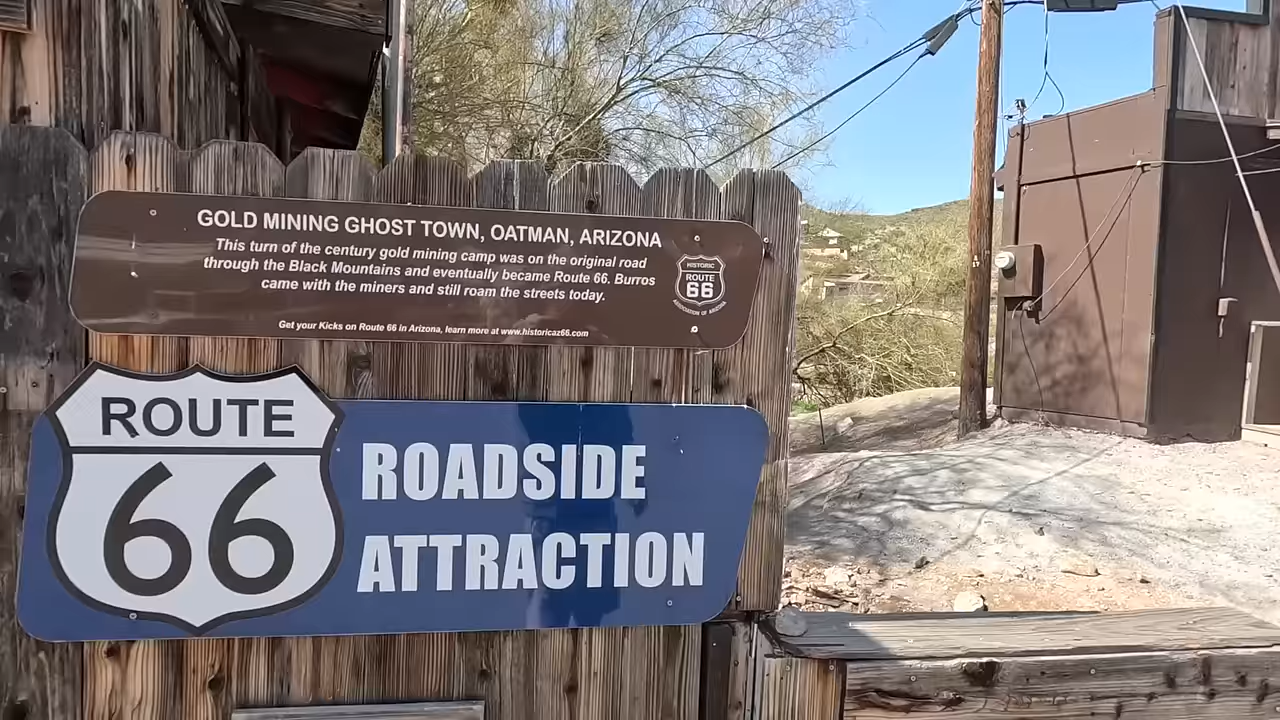 GOLD MINING GHOST TOWN, OATMAN, ARIZONA
This turn of the century gold mining camp was on the original road
through the Black Mountains and eventually became Route 66. Burros
came with the miners and still roam the streets today.
Get your Kicks on Route 66 in Arizona, learn more at www.historicaz66.com
HISTORIC
ROUTE
66
ASSOCIATION OF ARIZONA
ROUTE
66
ROADSIDE
ATTRACTION